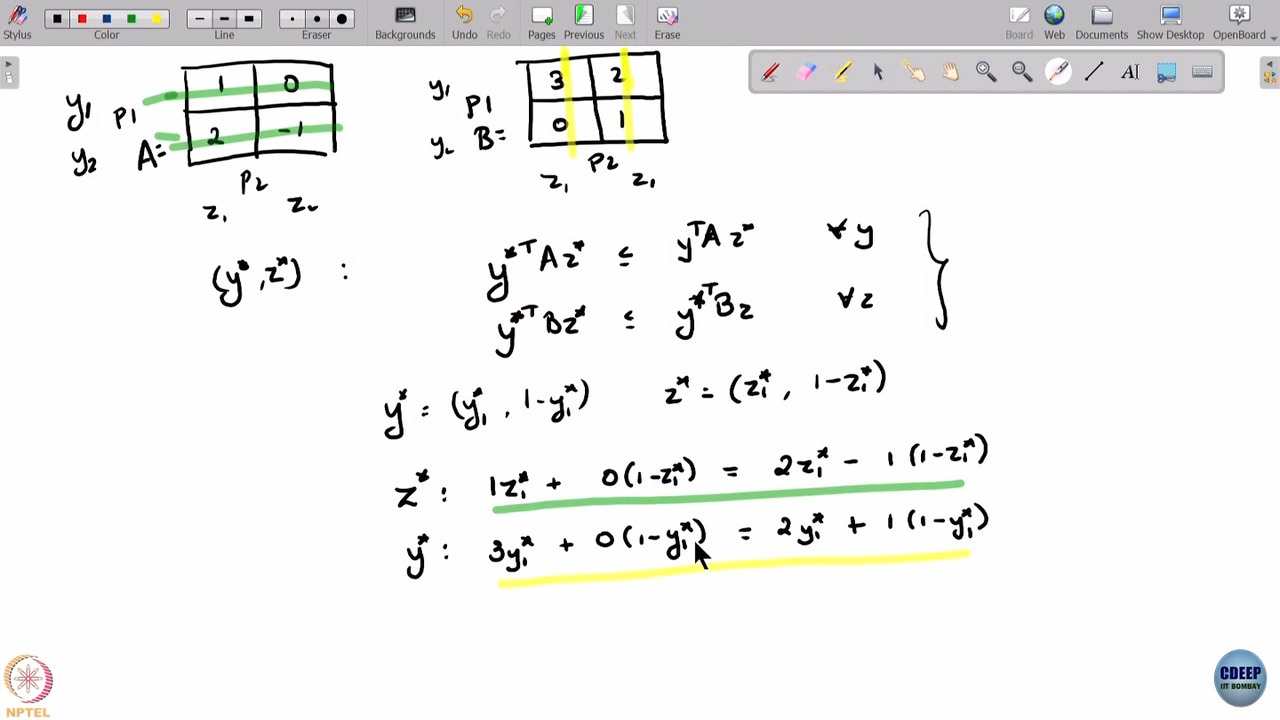 Stylus Color Line Eraser Backgrounds Undo Redo Pages Previous Next Erase Board Web Documents Show Desktop OpenBoard
y₁ P1 1 0 y₁ P1 3 2
y₂ A= 2 -1 y₂ B= 0 1
P2 P2
z₁ z₂ z₁ z₁
(y*, z*) : y*ᵀAz* ≤ yᵀAz* ∀y
y*ᵀBz* ≤ y*ᵀBz ∀z
y* = (y₁*, 1-y₁*) z* = (z₁*, 1-z₁*)
z* : 1z₁* + 0(1-z₁*) = 2z₁* - 1(1-z₁*)
y* : 3y₁* + 0(1-y₁*) = 2y₁* + 1(1-y₁*)
NPTEL
CDEEP
IIT BOMBAY